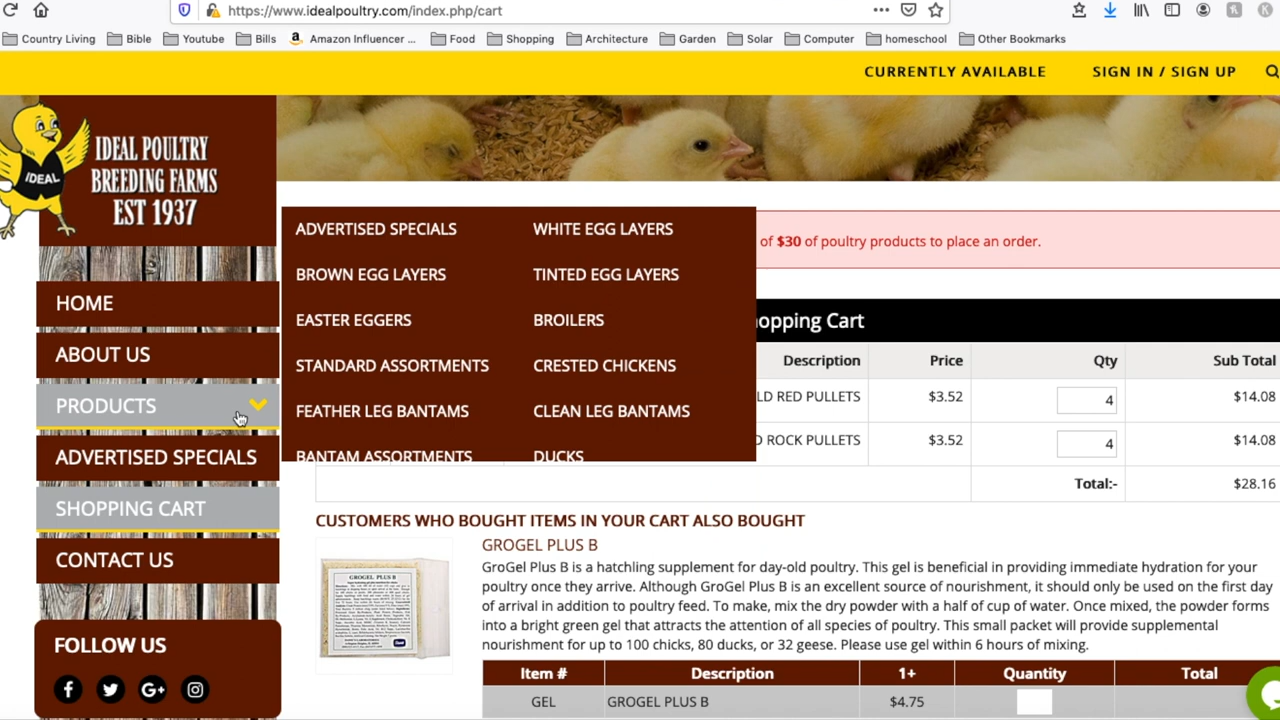 https://www.idealpoultry.com/index.php/cart
Country Living Bible Youtube Bills Amazon Influencer ... Food Shopping Architecture Garden Solar Computer homeschool Other Bookmarks
CURRENTLY AVAILABLE SIGN IN / SIGN UP
IDEAL
IDEAL POULTRY
BREEDING FARMS
EST 1937
HOME
ABOUT US
PRODUCTS
ADVERTISED SPECIALS
SHOPPING CART
CONTACT US
FOLLOW US
ADVERTISED SPECIALS WHITE EGG LAYERS
BROWN EGG LAYERS TINTED EGG LAYERS
EASTER EGGERS BROILERS
STANDARD ASSORTMENTS CRESTED CHICKENS
FEATHER LEG BANTAMS CLEAN LEG BANTAMS
BANTAM ASSORTMENTS DUCKS
of $30 of poultry products to place an order.
opping Cart
Description Price Qty Sub Total
LD RED PULLETS $3.52 4 $14.08
ROCK PULLETS $3.52 4 $14.08
Total:- $28.16
CUSTOMERS WHO BOUGHT ITEMS IN YOUR CART ALSO BOUGHT
GROGEL PLUS B
GROGEL PLUS B
GroGel Plus B is a hatchling supplement for day-old poultry. This gel is beneficial in providing immediate hydration for your
poultry once they arrive. Although GroGel Plus B is an excellent source of nourishment, it should only be used on the first day
of arrival in addition to poultry feed. To make, mix dry powder with a half of cup of water. Once mixed, the powder forms
into a bright green gel that attracts the attention of all species of poultry. This small packet will provide supplemental
nourishment for up to 100 chicks, 80 ducks, or 32 geese. Please use gel within 6 hours of mixing.
Item # Description 1+ Quantity Total
GEL GROGEL PLUS B $4.75